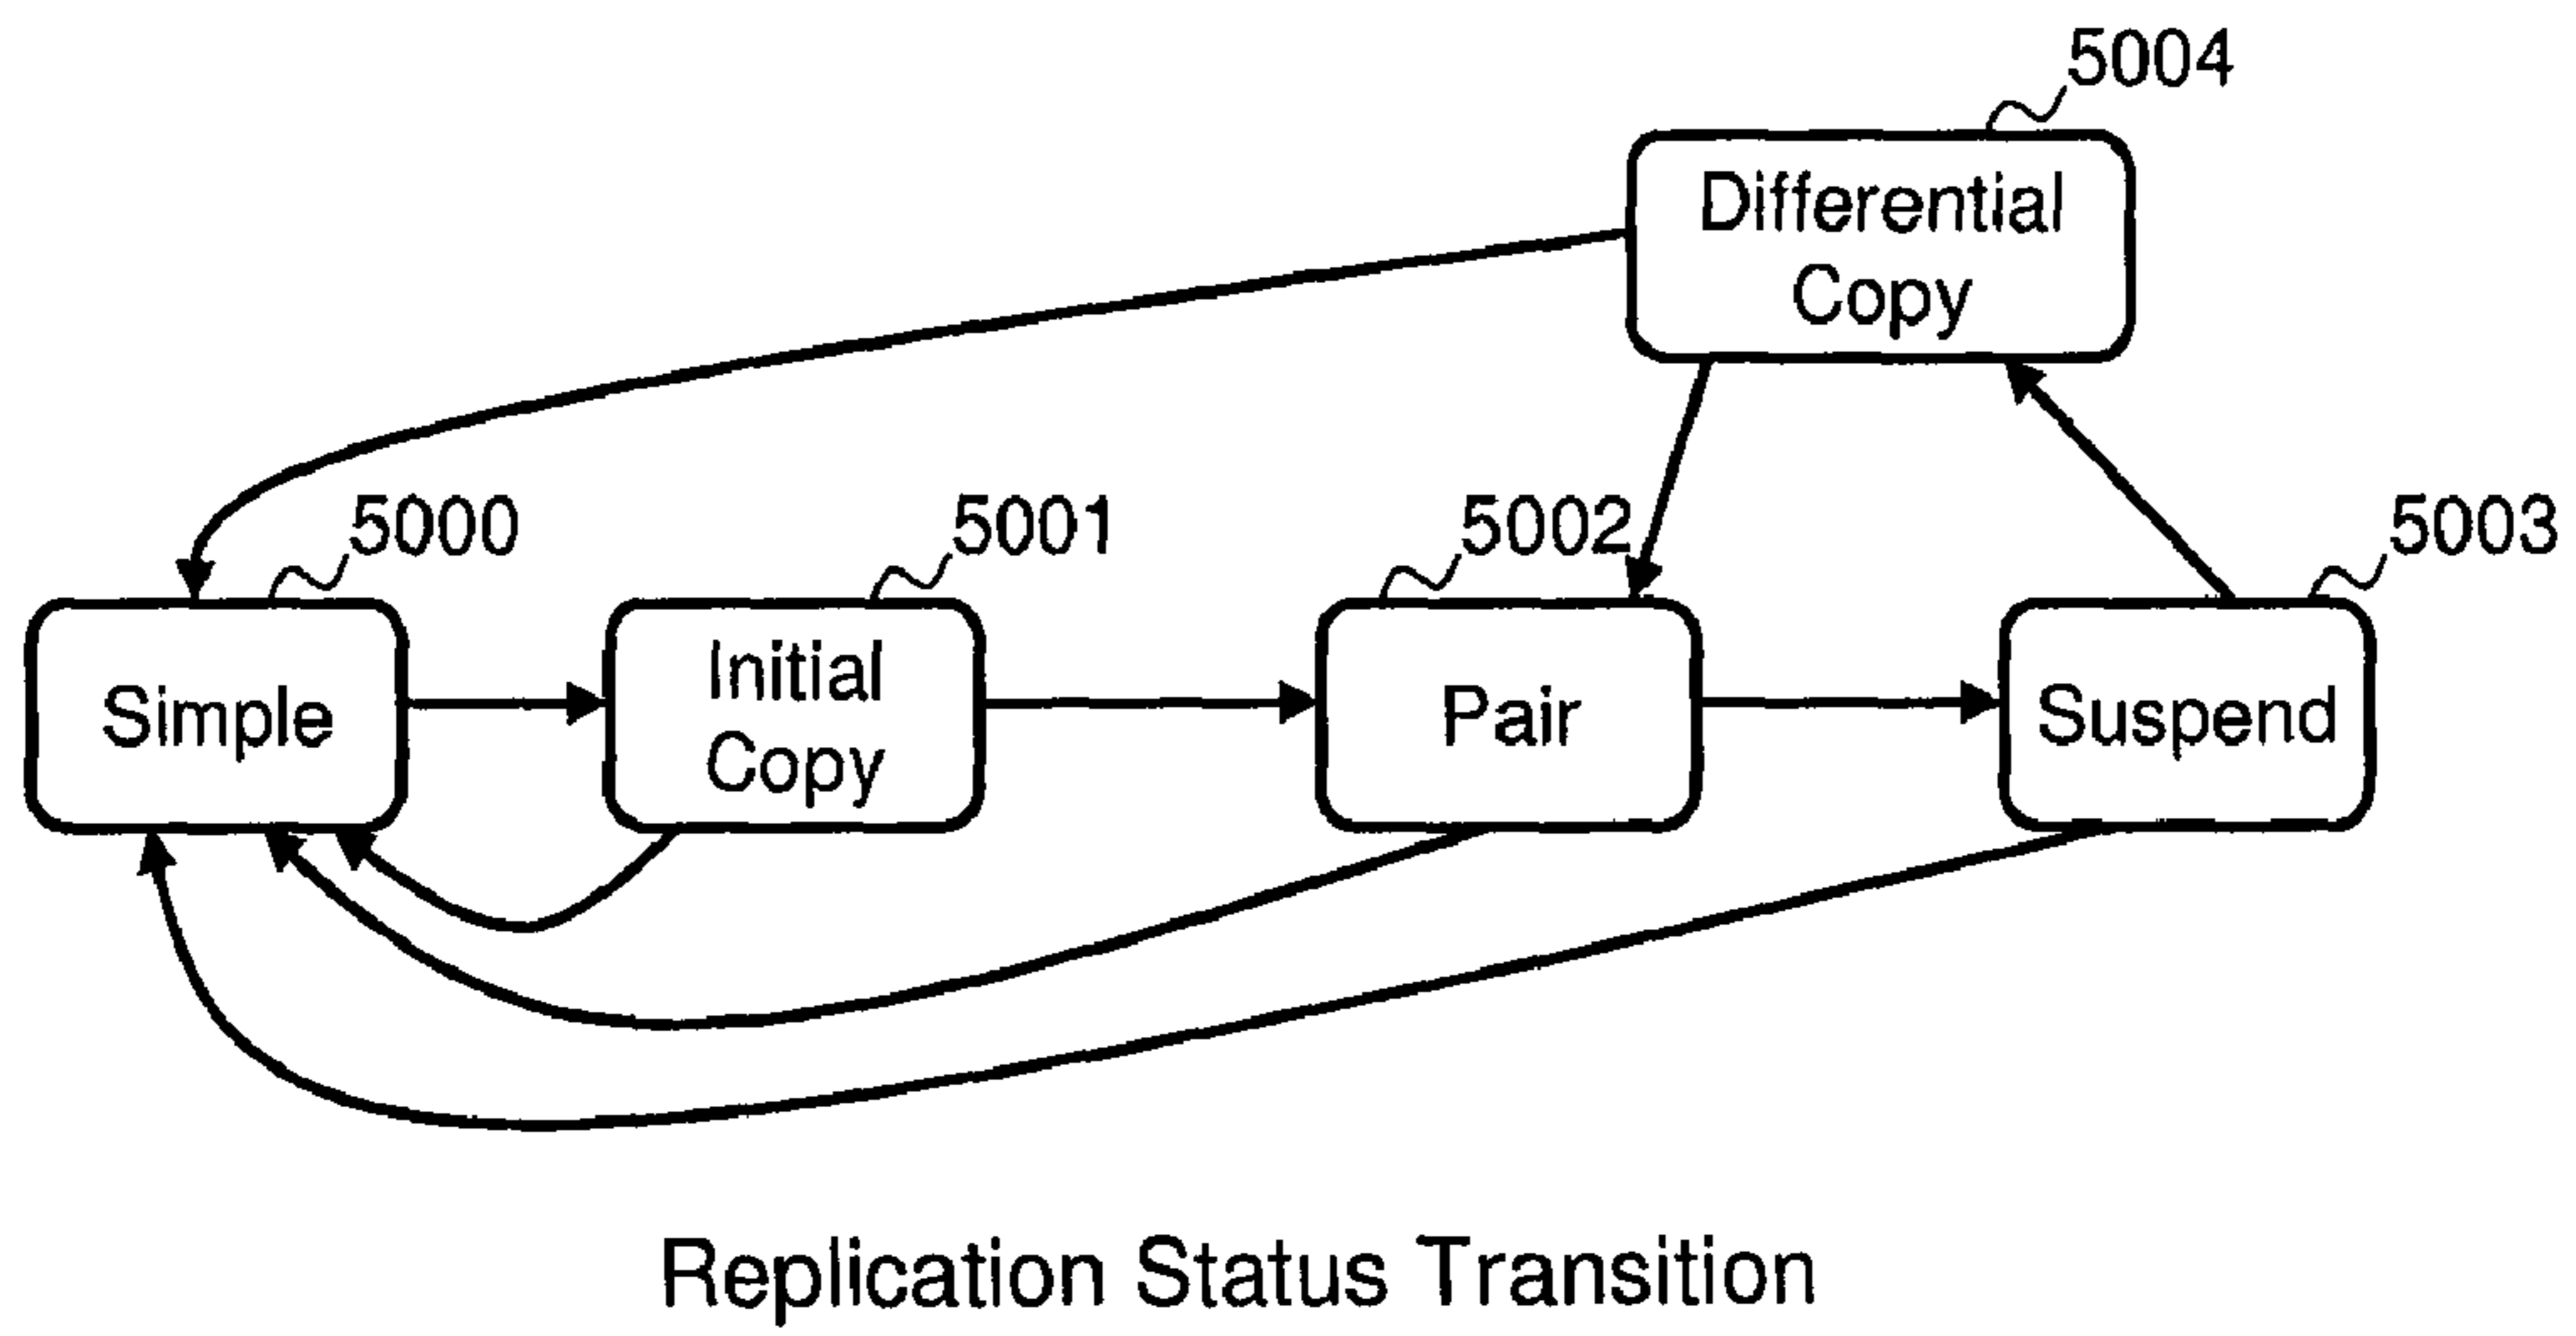 5004
Differential
Copy
5000
5001
5002
5003
Simple
Initial
Copy
Pair
Suspend
Replication Status Transition